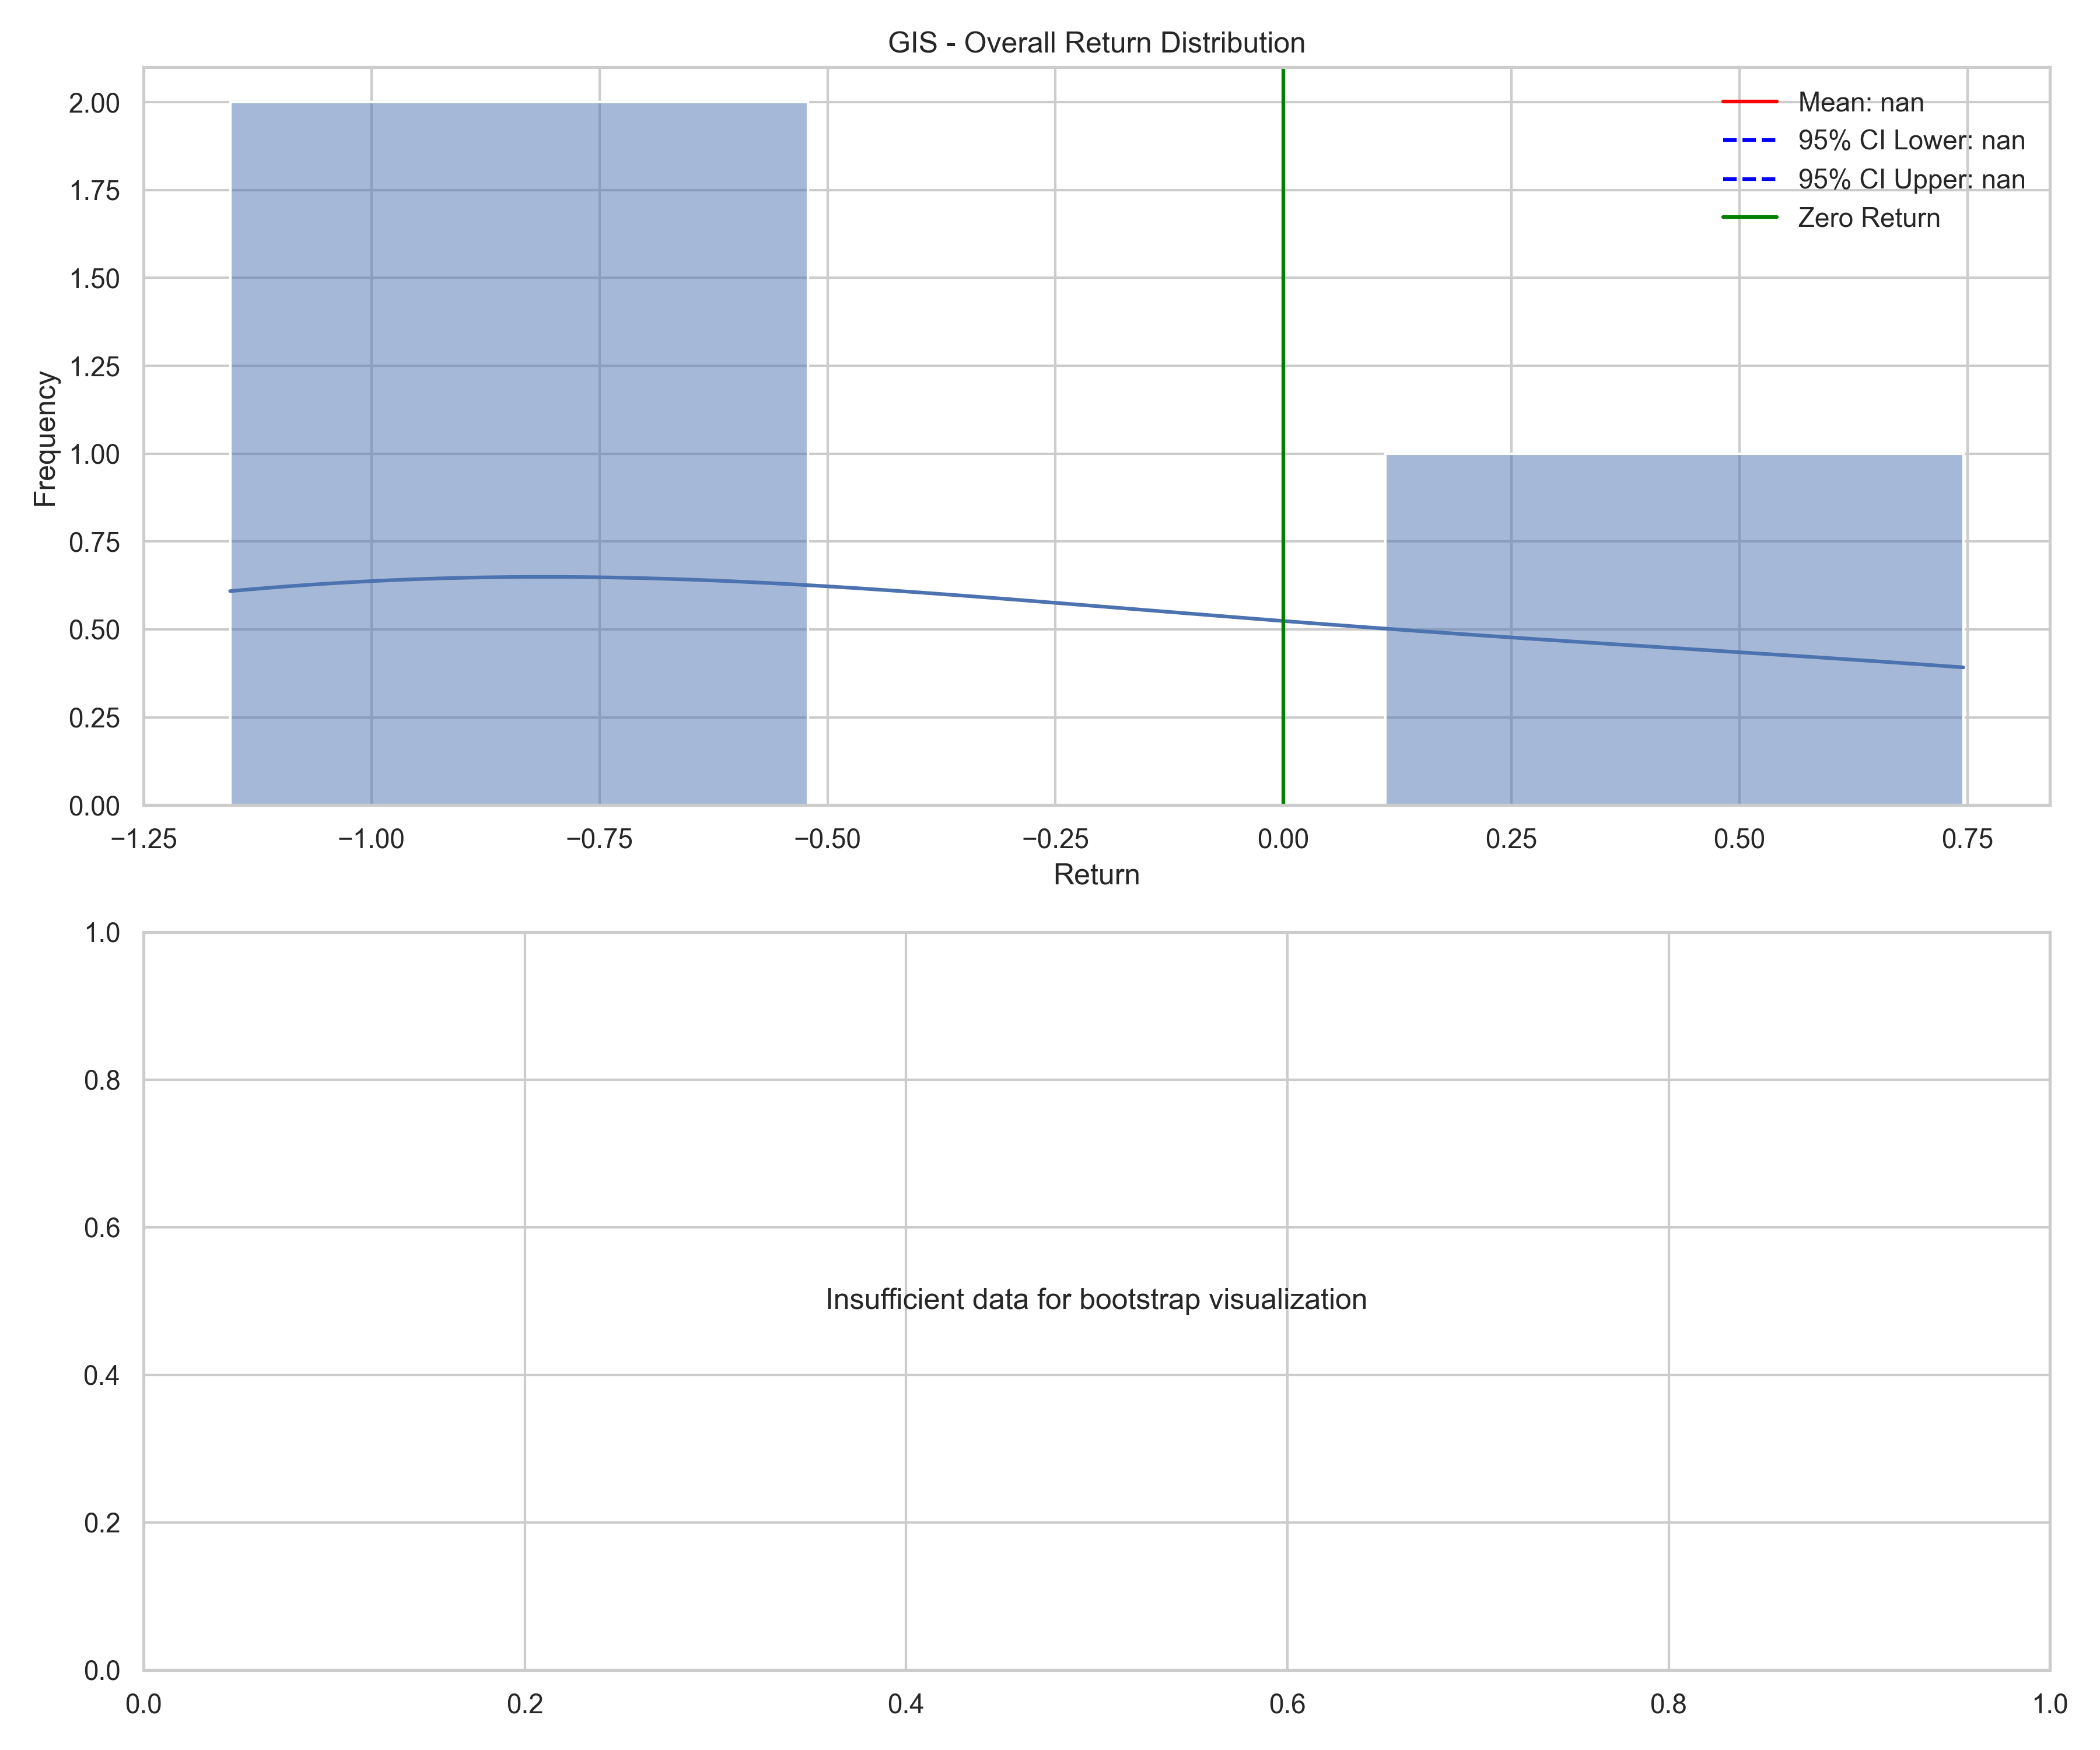 GIS - Overall Return Distribution
Mean: nan
95% CI Lower: nan
95% CI Upper: nan
Zero Return
Frequency
2.00
1.75
1.50
1.25
1.00
0.75
0.50
0.25
0.00
−1.25 −1.00 −0.75 −0.50 −0.25 0.00 0.25 0.50 0.75
Return
1.0
0.8
0.6
0.4
0.2
0.0
Insufficient data for bootstrap visualization
0.0 0.2 0.4 0.6 0.8 1.0